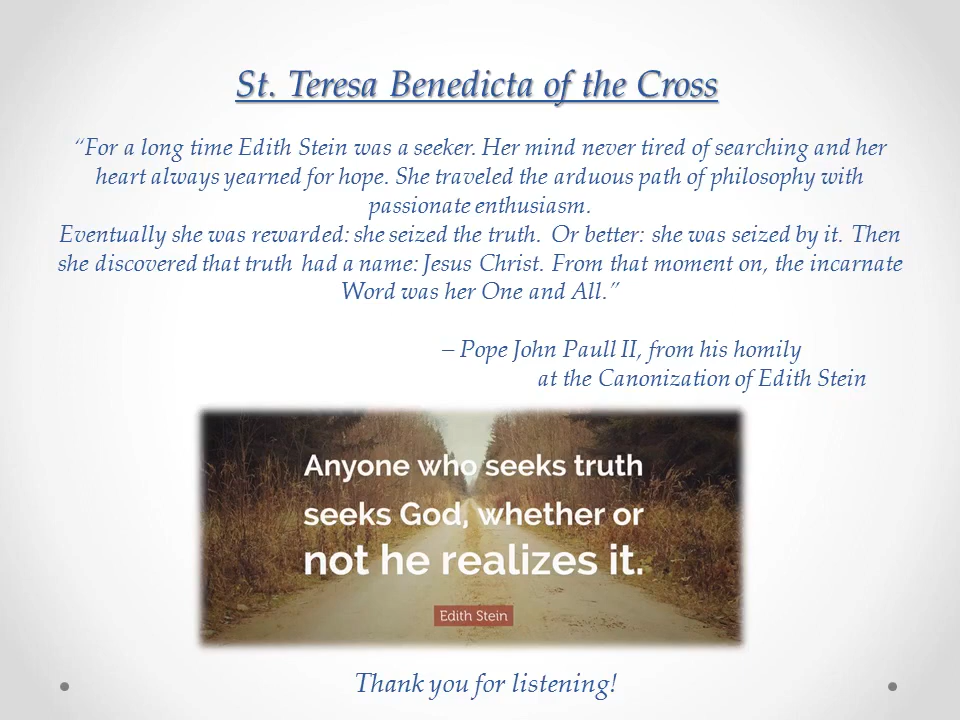 St. Teresa Benedicta of the Cross
“For a long time Edith Stein was a seeker. Her mind never tired of searching and her
heart always yearned for hope. She traveled the arduous path of philosophy with
passionate enthusiasm.
Eventually she was rewarded: she seized the truth. Or better: she was seized by it. Then
she discovered that truth had a name: Jesus Christ. From that moment on, the incarnate
Word was her One and All.”
– Pope John Paull II, from his homily
at the Canonization of Edith Stein
Anyone who seeks truth
seeks God, whether or
not he realizes it.
Edith Stein
Thank you for listening!